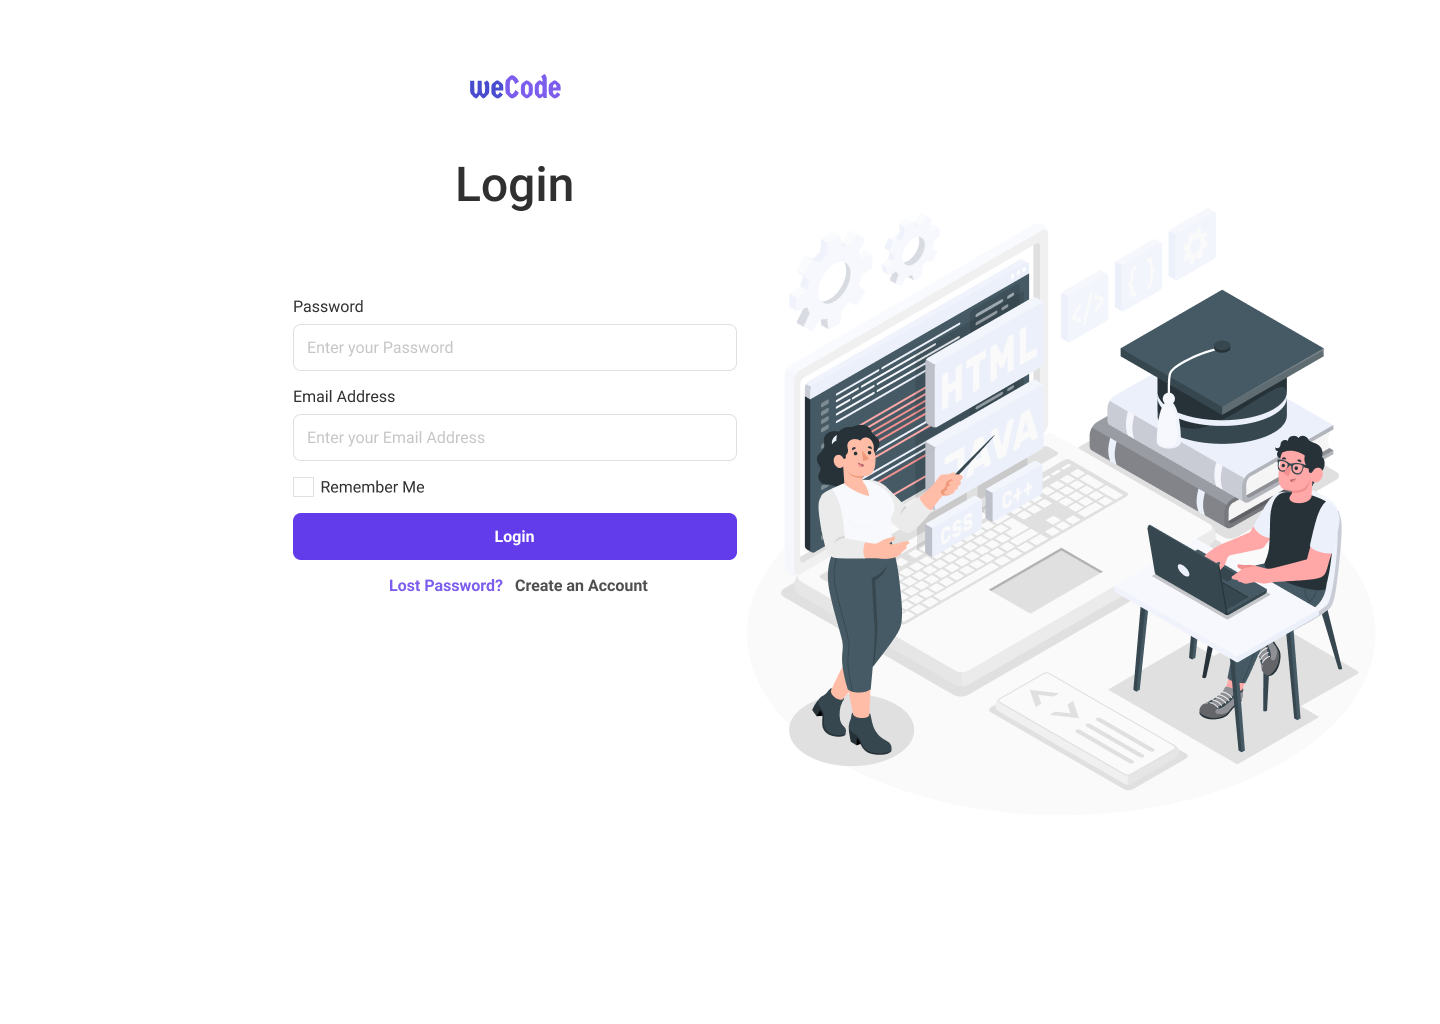 weCode
Login
Password
Enter your Password
Email Address
Enter your Email Address
Remember Me
Login
Lost Password? Create an Account
HTML
JAVA
C++
CSS
</>
{ }
< >